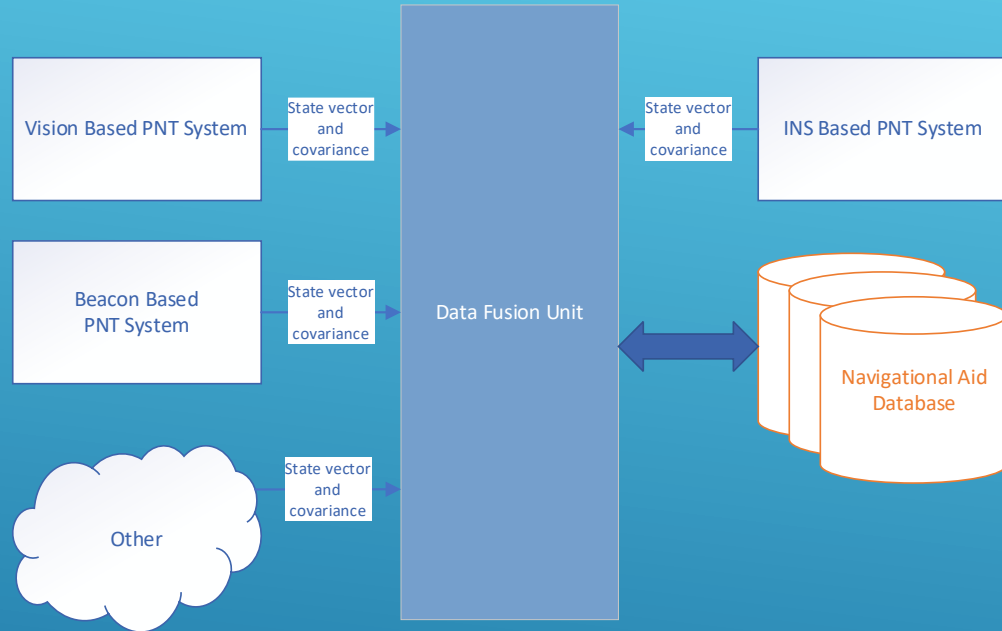 Vision Based PNT System
State vector
and
covariance
State vector
and
covariance
INS Based PNT System
Beacon Based
PNT System
State vector
and
covariance
Data Fusion Unit
Navigational Aid
Database
State vector
and
covariance
Other